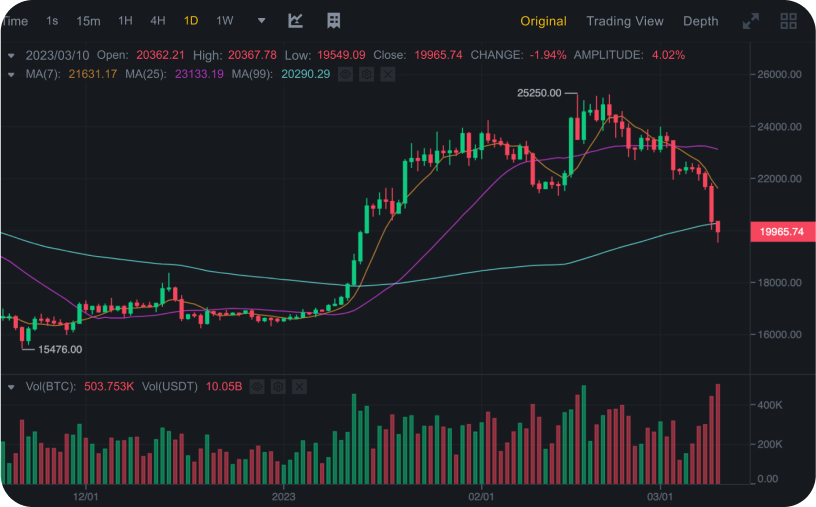 Time 1s 15m 1H 4H 1D 1W Original Trading View Depth
2023/03/10 Open: 20362.21 High: 20367.78 Low: 19549.09 Close: 19965.74 CHANGE: -1.94% AMPLITUDE: 4.02%
MA(7): 21631.17 MA(25): 23133.19 MA(99): 20290.29
26000.00
25250.00
24000.00
22000.00
19965.74
18000.00
16000.00
15476.00
Vol(BTC): 503.753K Vol(USDT) 10.05B
400K
200K
0.00
12/01 2023 02/01 03/01